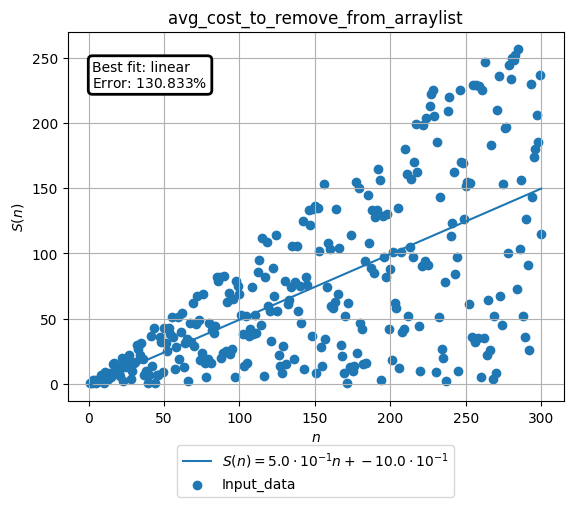 avg_cost_to_remove_from_arraylist
Best fit: linear
Error: 130.833%
250
200
150
100
50
0
S(n)
0 50 100 150 200 250 300
n
S(n) = 5.0 · 10⁻¹n + −10.0 · 10⁻¹
Input_data